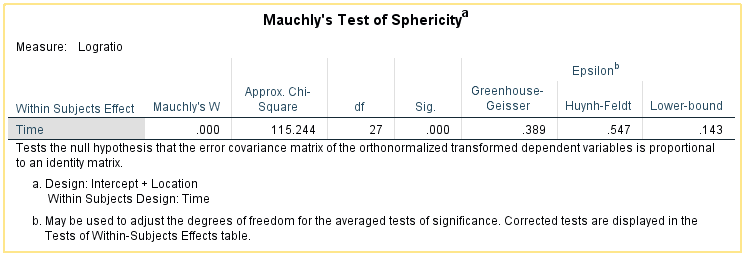 Mauchly's Test of Sphericitya
Measure: Logratio
Epsilonb
Within Subjects Effect Mauchly's W Approx. Chi-Square df Sig. Greenhouse-Geisser Huynh-Feldt Lower-bound
Time .000 115.244 27 .000 .389 .547 .143
Tests the null hypothesis that the error covariance matrix of the orthonormalized transformed dependent variables is proportional
to an identity matrix.
a. Design: Intercept + Location
Within Subjects Design: Time
b. May be used to adjust the degrees of freedom for the averaged tests of significance. Corrected tests are displayed in the
Tests of Within-Subjects Effects table.